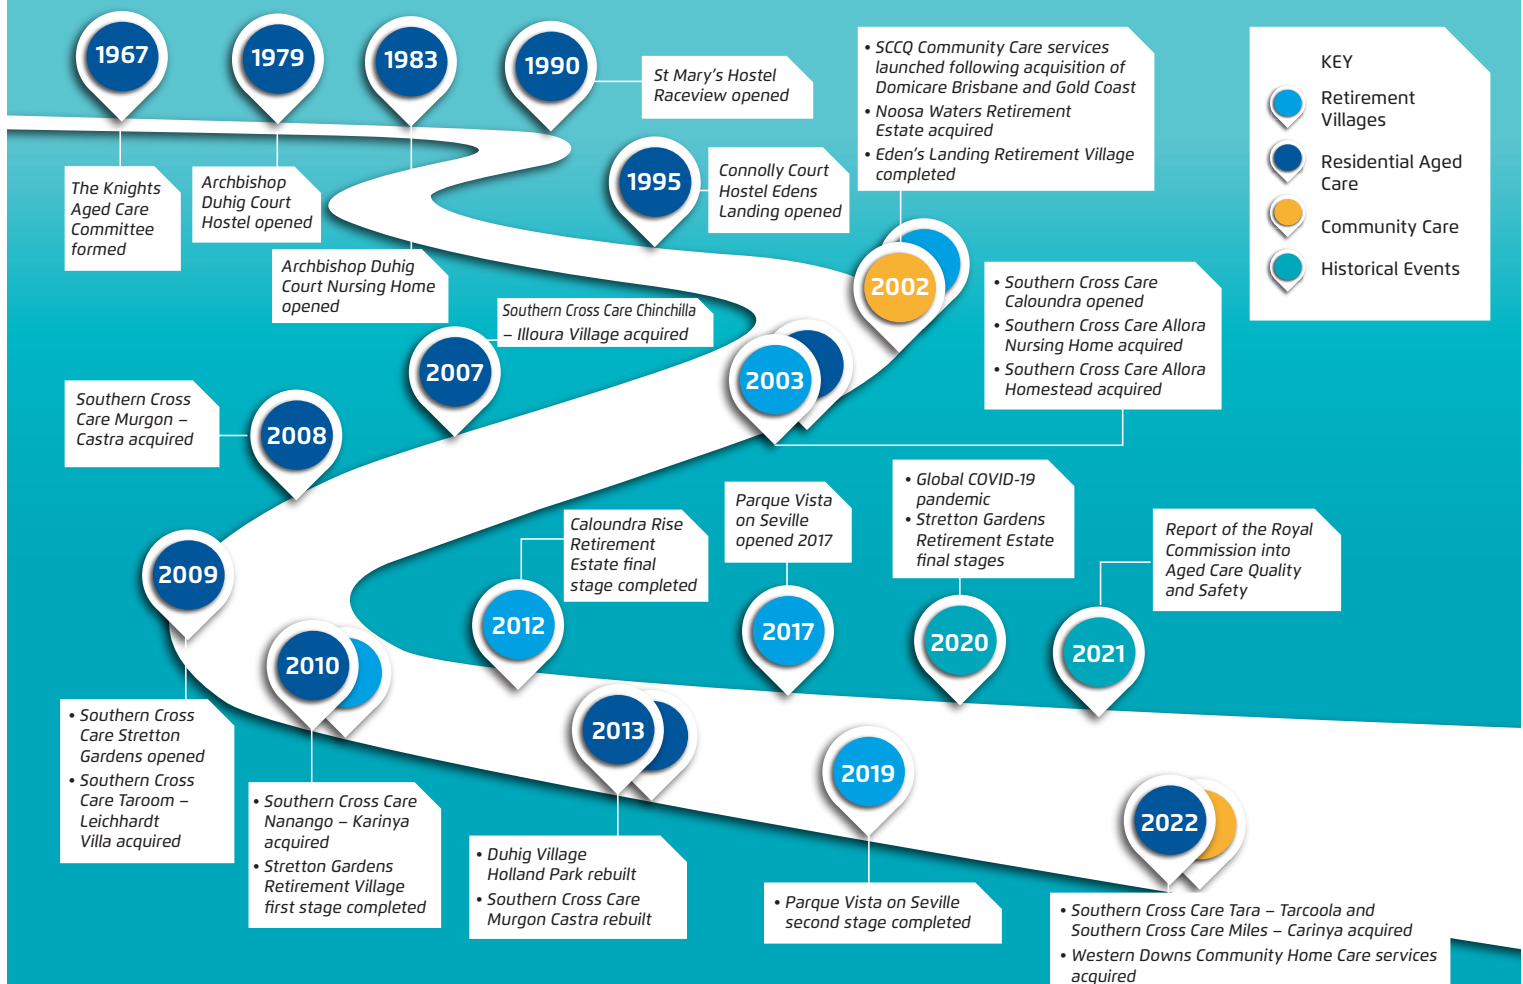 1967
1979
1983
1990
St Mary's Hostel
Raceview opened
• SCCQ Community Care services
launched following acquisition of
Domicare Brisbane and Gold Coast
• Noosa Waters Retirement
Estate acquired
• Eden's Landing Retirement Village
completed
KEY
Retirement
Villages
Residential Aged
Care
Community Care
Historical Events
The Knights
Aged Care
Committee
formed
Archbishop
Duhig Court
Hostel opened
Archbishop Duhig
Court Nursing Home
opened
1995
Connolly Court
Hostel Edens
Landing opened
2002
• Southern Cross Care
Caloundra opened
• Southern Cross Care Allora
Nursing Home acquired
• Southern Cross Care Allora
Homestead acquired
2003
Southern Cross Care Chinchilla
– Illoura Village acquired
2007
Southern Cross
Care Murgon –
Castra acquired
2008
2009
• Southern Cross
Care Stretton
Gardens opened
• Southern Cross
Care Taroom –
Leichhardt
Villa acquired
2010
• Southern Cross Care
Nanango – Karinya
acquired
• Stretton Gardens
Retirement Village
first stage completed
Caloundra Rise
Retirement
Estate final
stage completed
2012
2013
• Duhig Village
Holland Park rebuilt
• Southern Cross Care
Murgon Castra rebuilt
Parque Vista
on Seville
opened 2017
2017
2019
• Parque Vista on Seville
second stage completed
• Global COVID-19
pandemic
• Stretton Gardens
Retirement Estate
final stages
2020
Report of the Royal
Commission into
Aged Care Quality
and Safety
2021
2022
• Southern Cross Care Tara – Tarcoola and
Southern Cross Care Miles – Carinya acquired
• Western Downs Community Home Care services
acquired